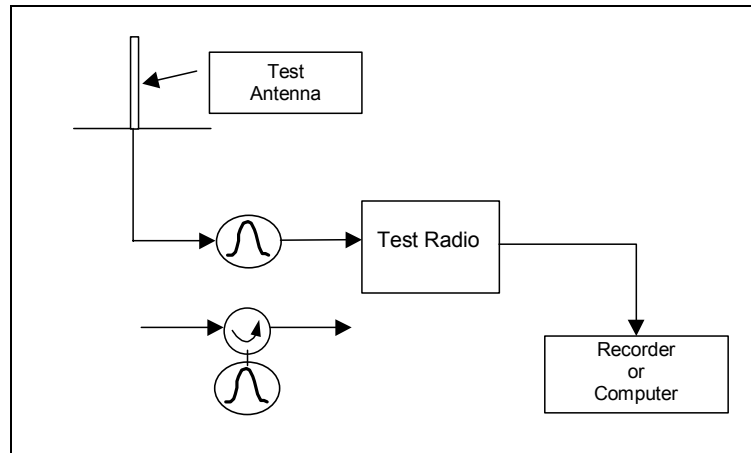 Test
Antenna
Test Radio
Recorder
or
Computer